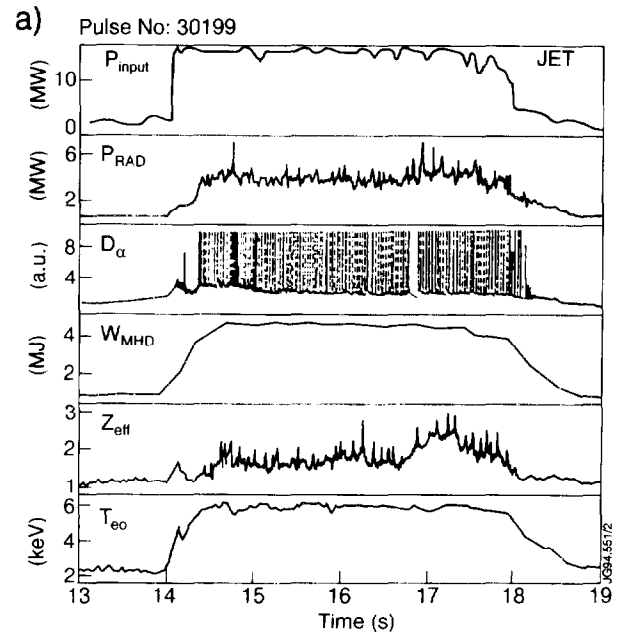 a)
Pulse No: 30199
P_input
JET
(MW)
10
0
P_RAD
(MW)
6
2
D_α
(a.u.)
8
4
W_MHD
(MJ)
4
2
Z_eff
3
2
1
T_eo
(keV)
6
4
2
13 14 15 16 17 18 19
Time (s)
JG94.551/2